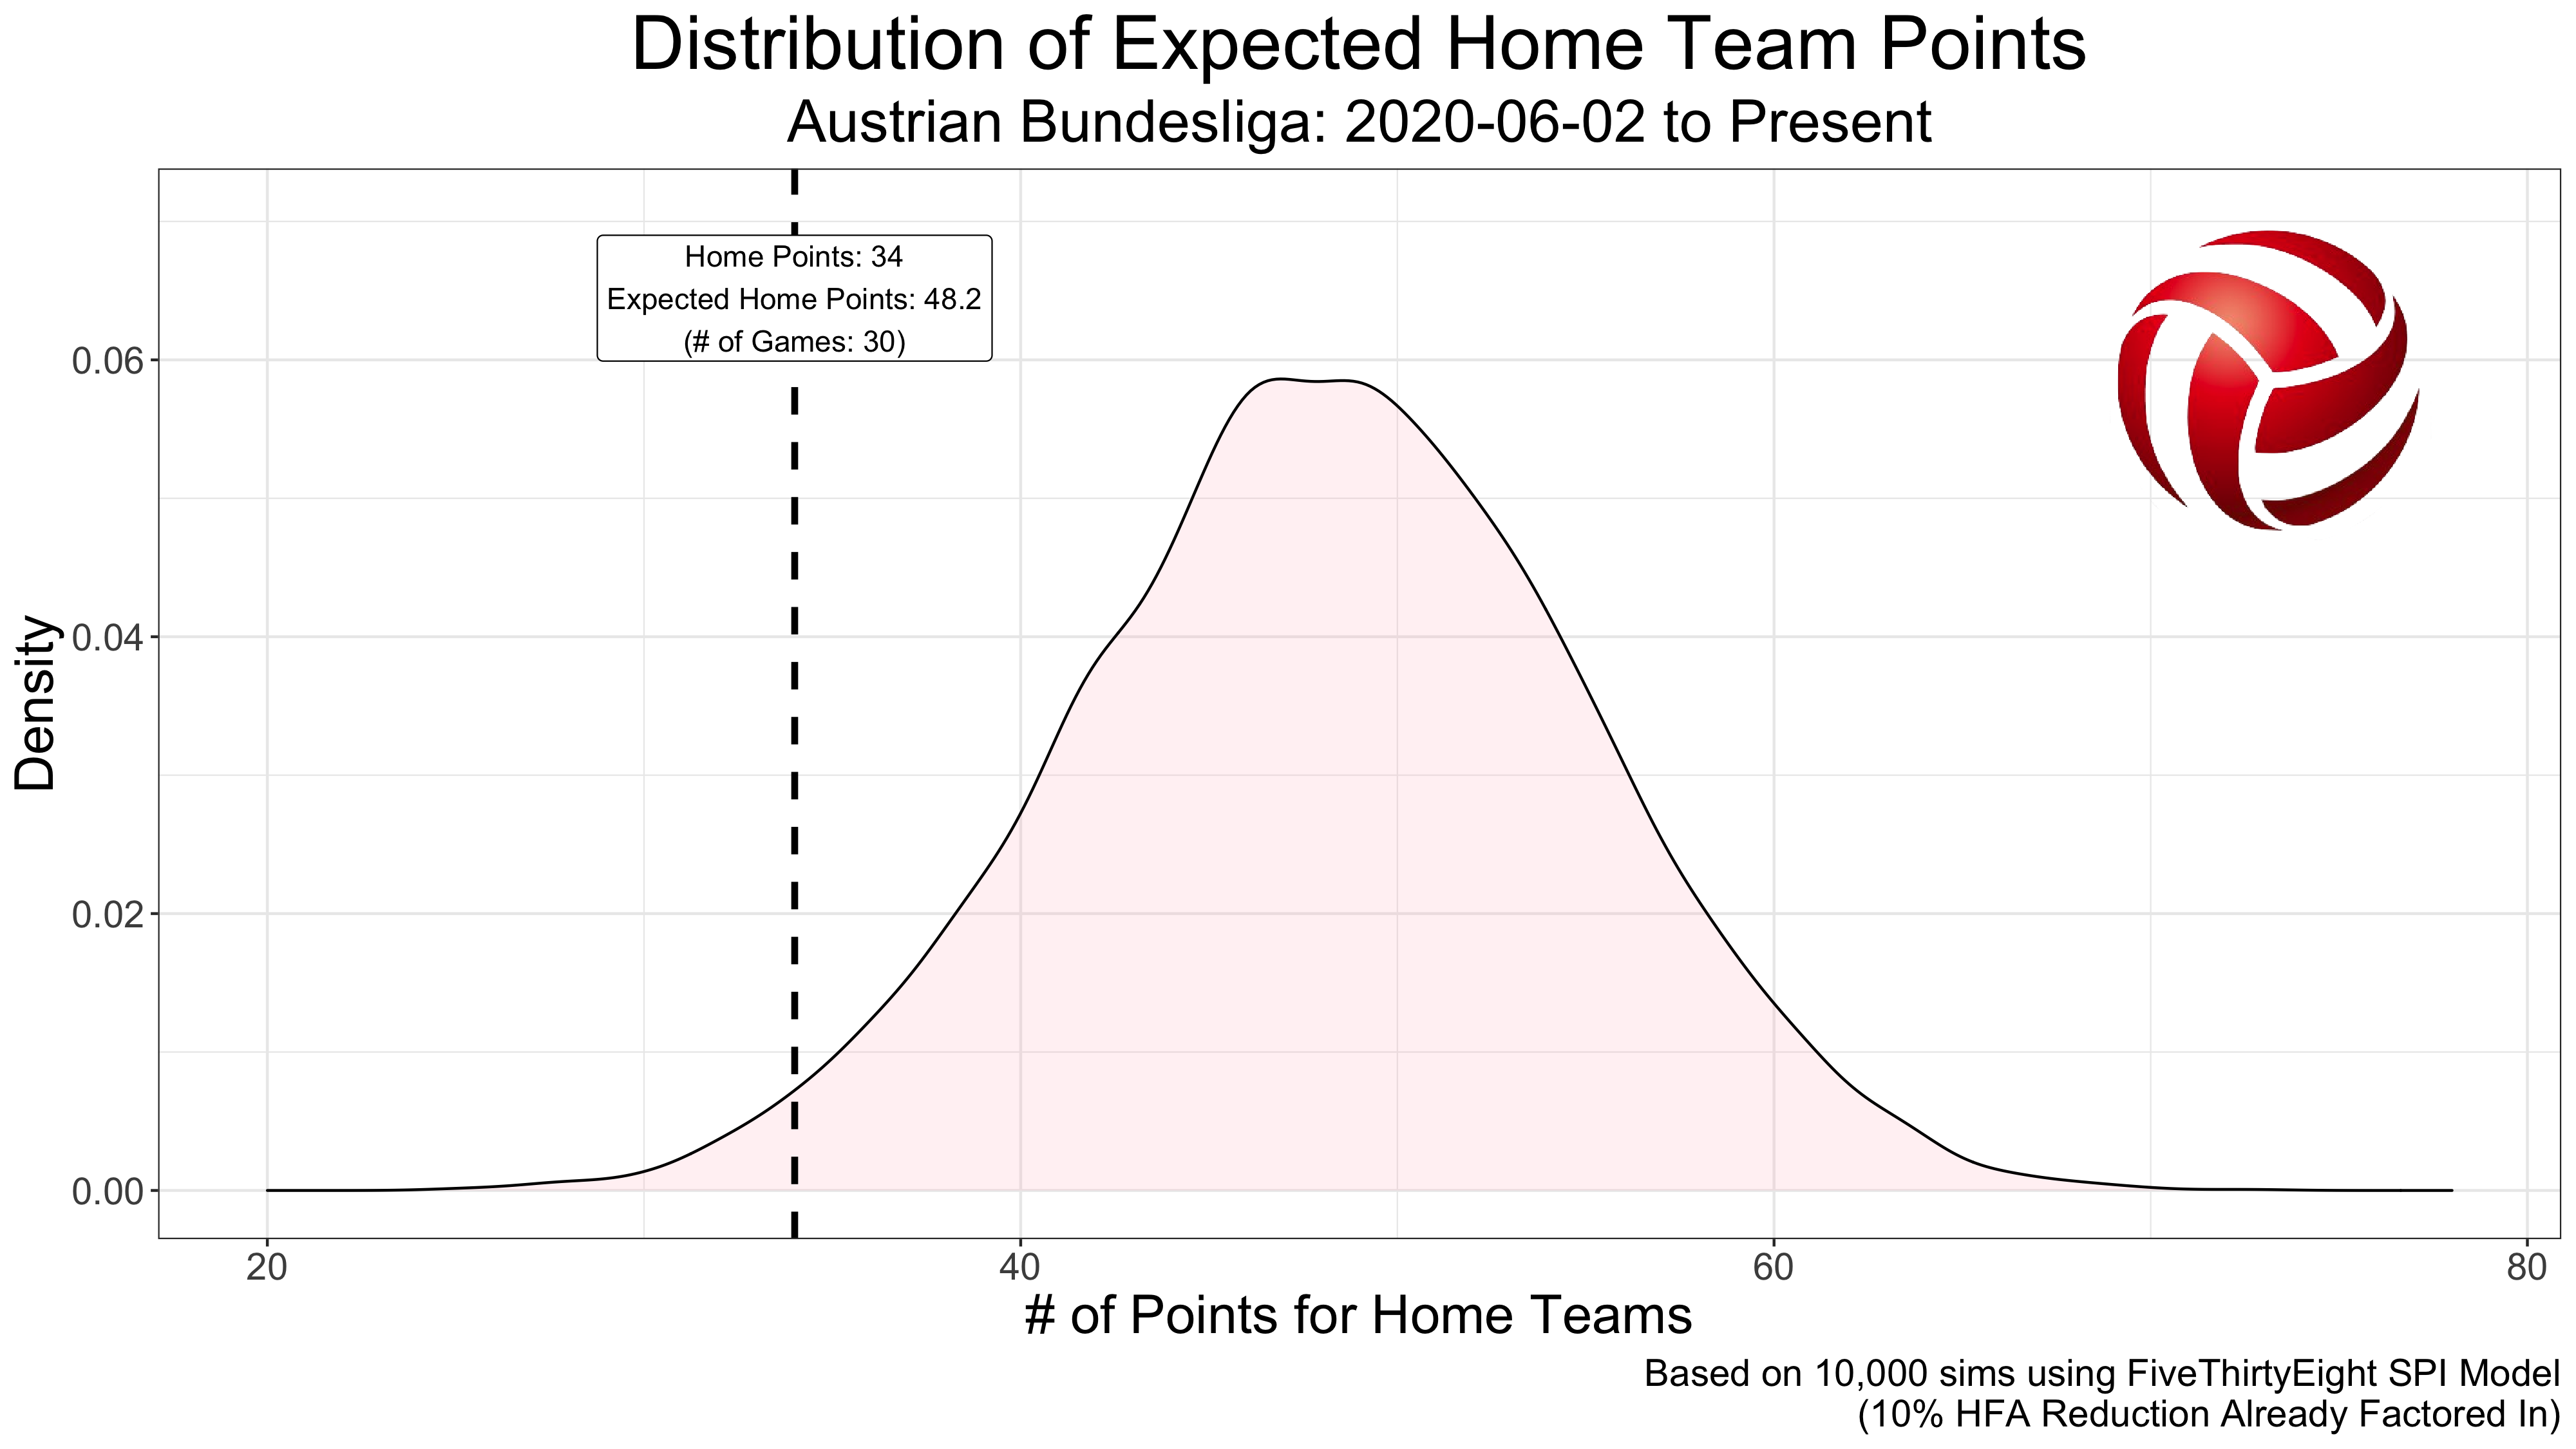 Distribution of Expected Home Team Points
Austrian Bundesliga: 2020-06-02 to Present
Home Points: 34
Expected Home Points: 48.2
(# of Games: 30)
Density
0.06
0.04
0.02
0.00
20
40
60
80
# of Points for Home Teams
Based on 10,000 sims using FiveThirtyEight SPI Model
(10% HFA Reduction Already Factored In)